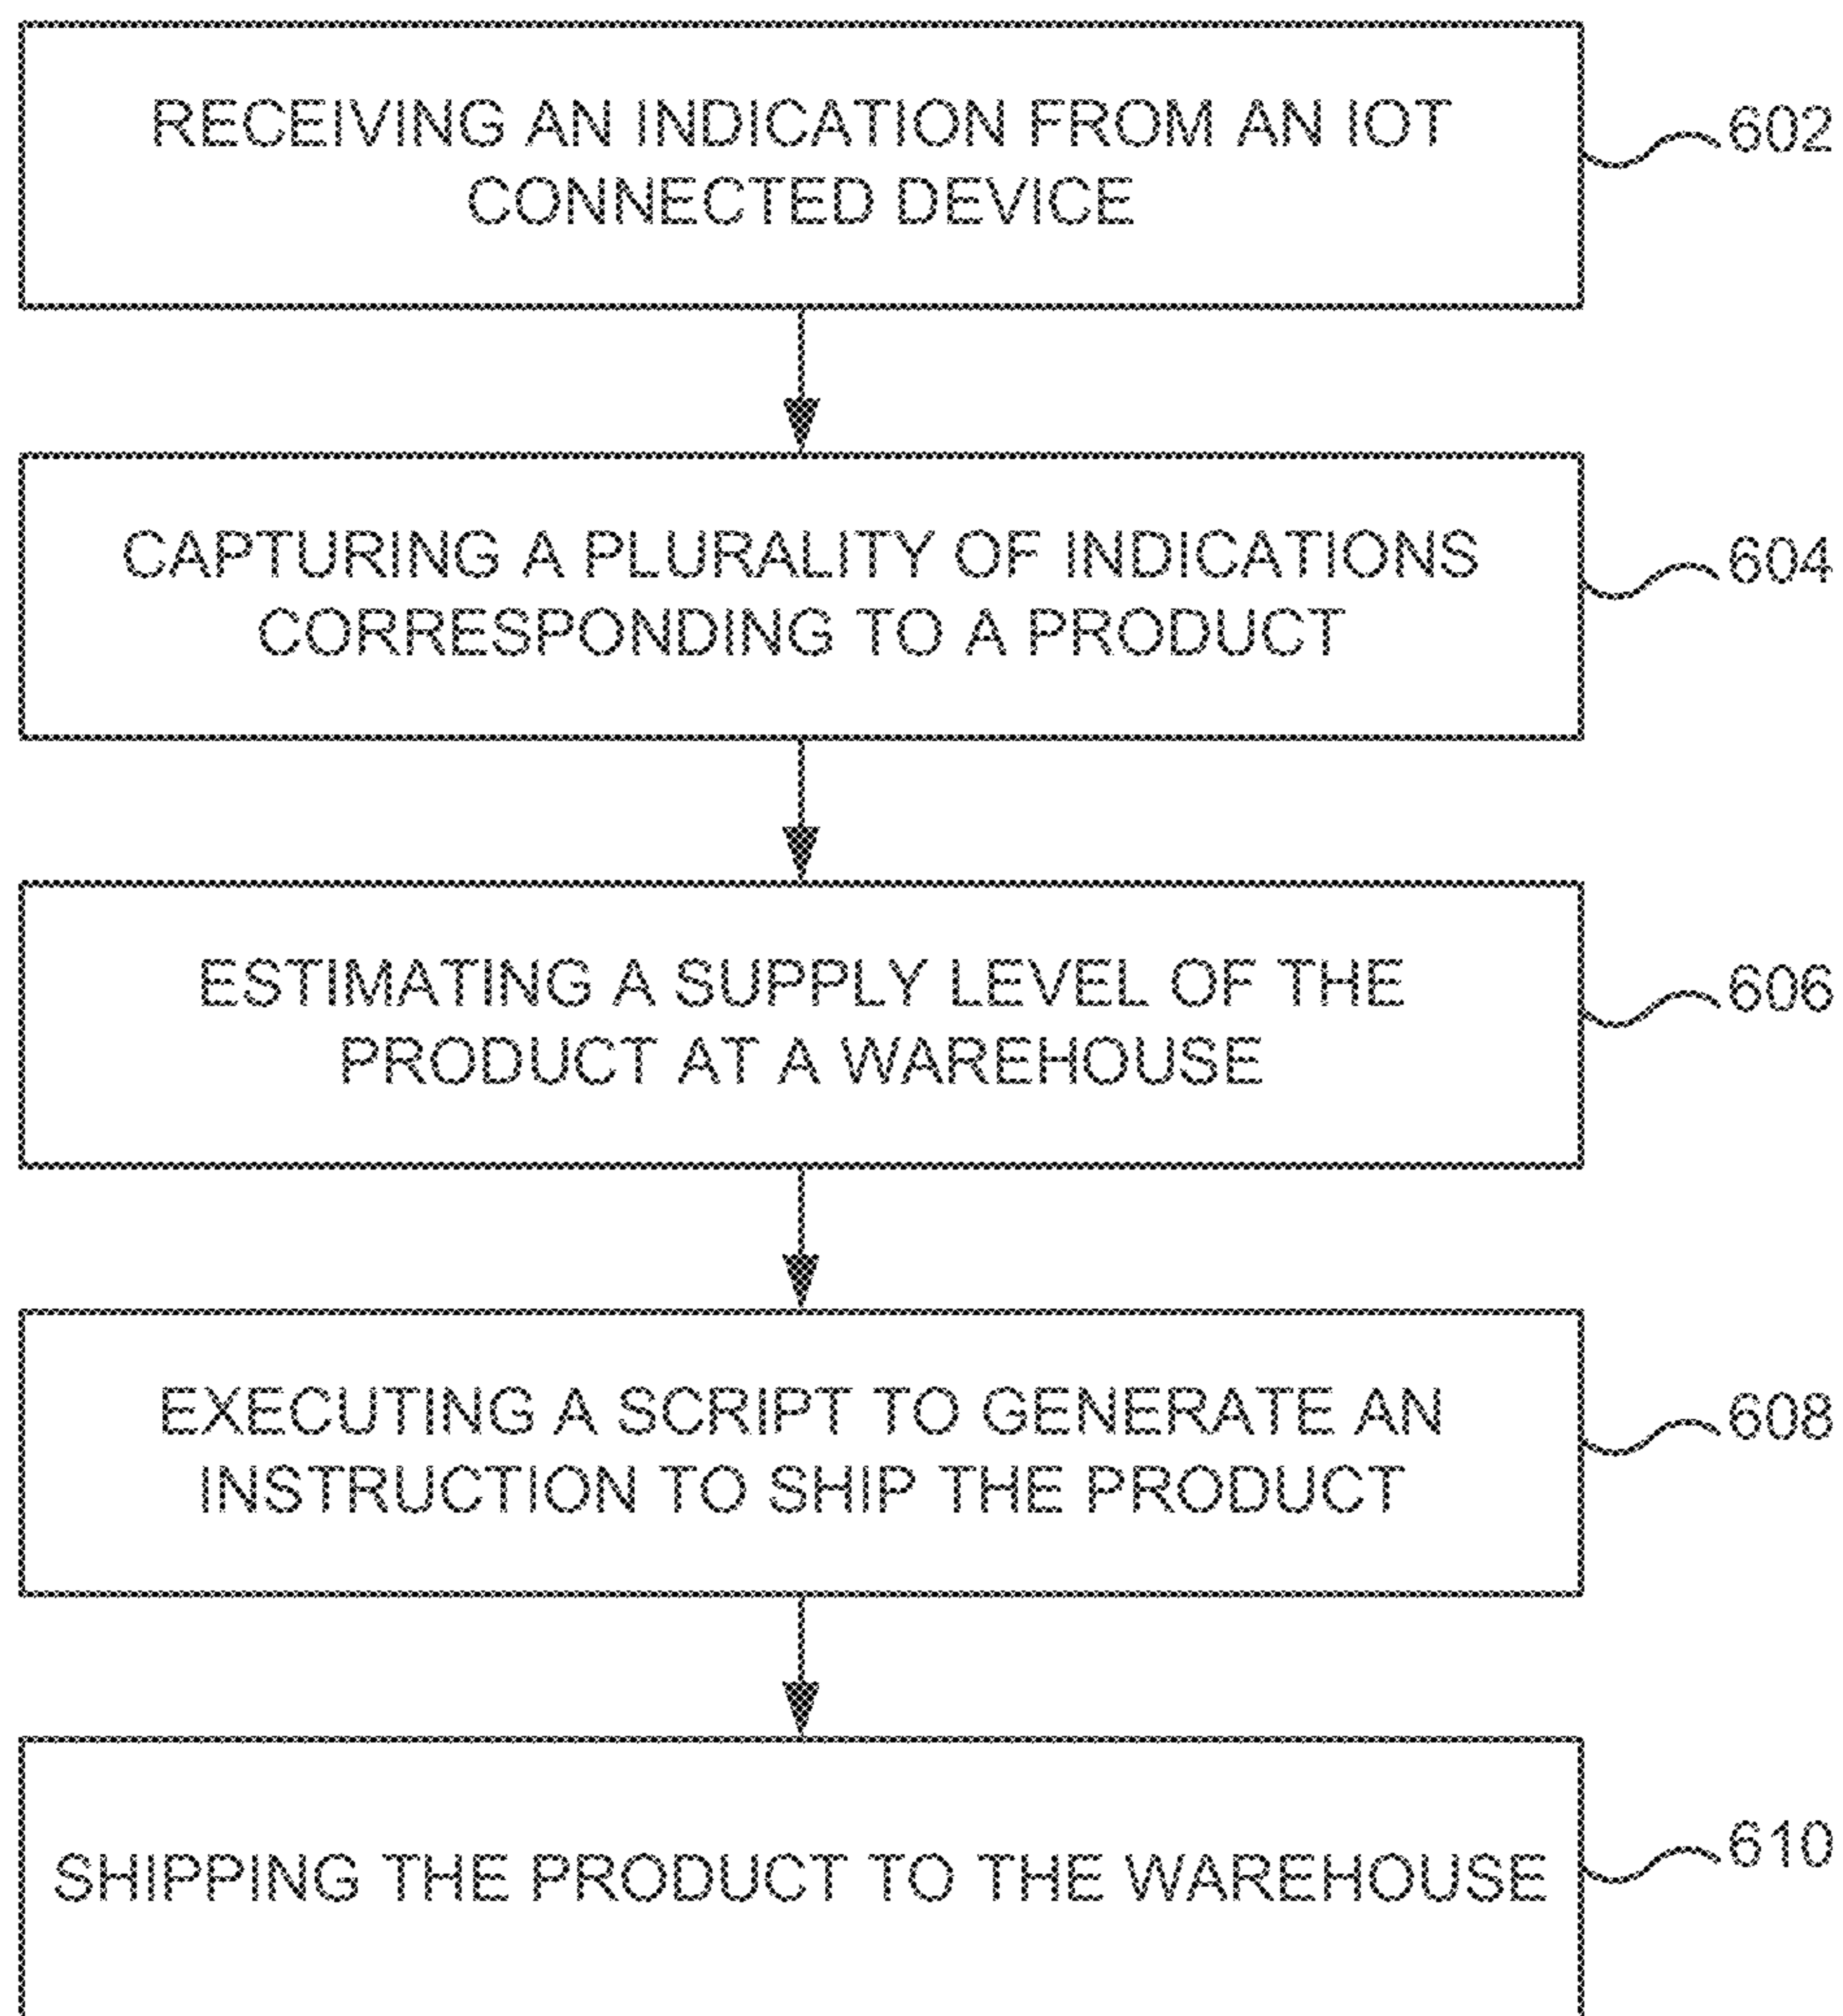 RECEIVING AN INDICATION FROM AN IOT
CONNECTED DEVICE
602
CAPTURING A PLURALITY OF INDICATIONS
CORRESPONDING TO A PRODUCT
604
ESTIMATING A SUPPLY LEVEL OF THE
PRODUCT AT A WAREHOUSE
606
EXECUTING A SCRIPT TO GENERATE AN
INSTRUCTION TO SHIP THE PRODUCT
608
SHIPPING THE PRODUCT TO THE WAREHOUSE
610